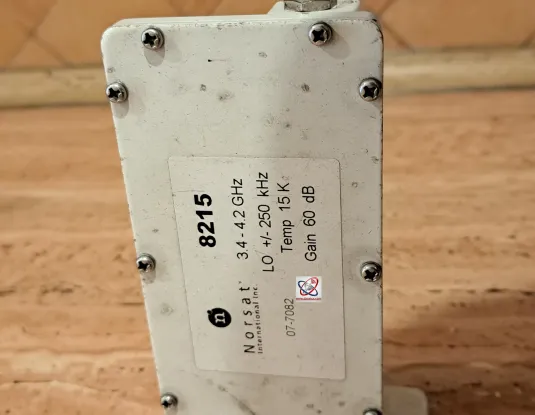 8215
3.4 - 4.2 GHz
LO +/- 250 kHz
Temp 15 K
Gain 60 dB
n
Norsat
International Inc.
07-7082